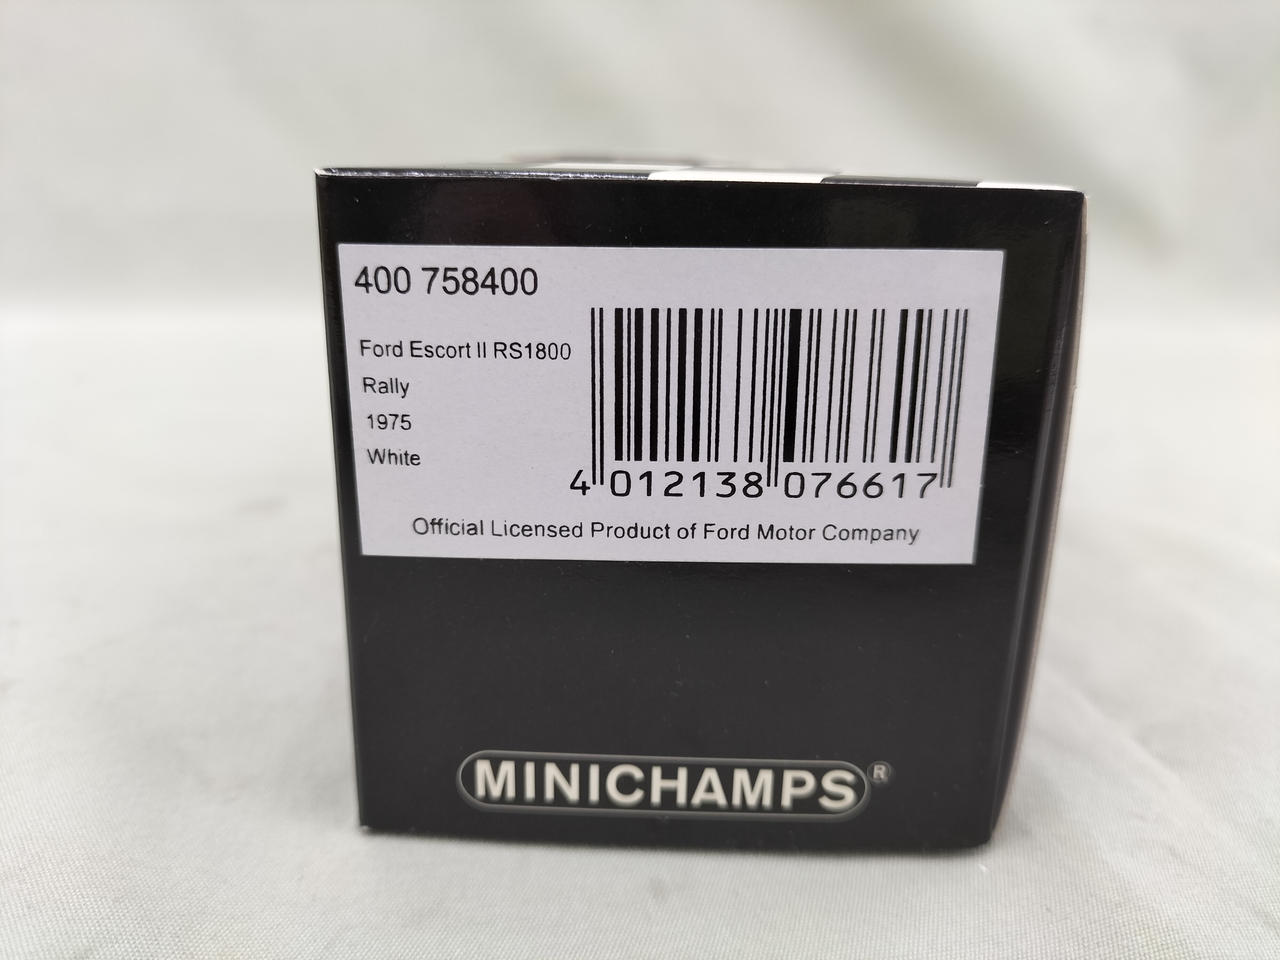 400 758400
Ford Escort II RS1800
Rally
1975
White
4 012138 076617
Official Licensed Product of Ford Motor Company
MINICHAMPS®